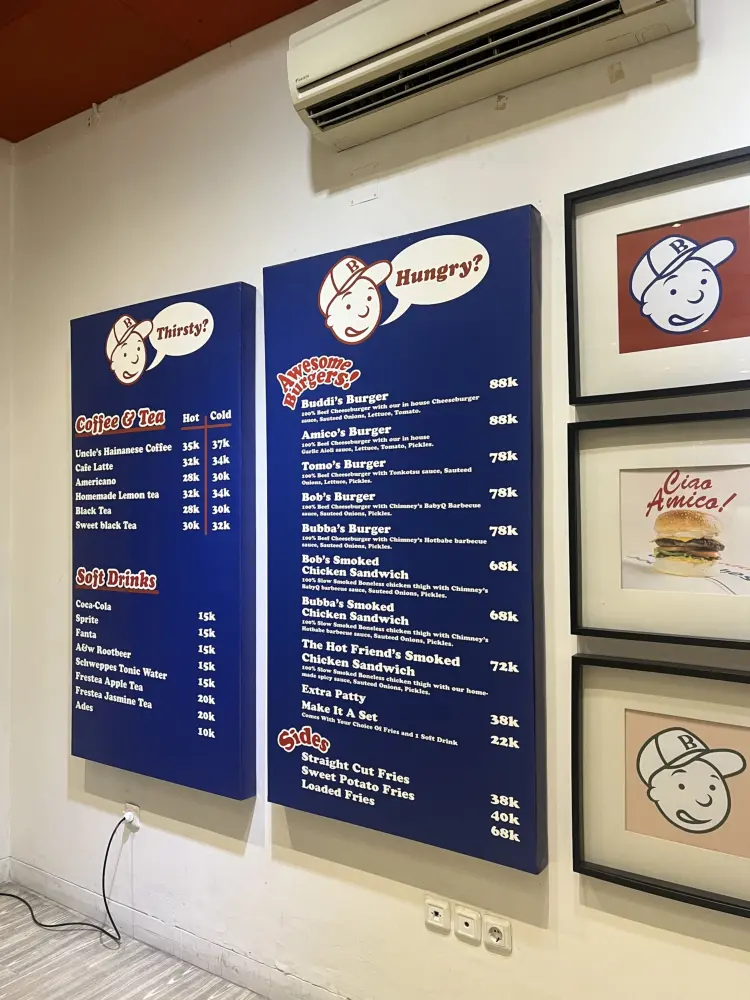 DAIKIN
B
Thirsty?
Coffee & Tea Hot Cold
Uncle's Hainanese Coffee 35k 37k
Cafe Latte 32k 34k
Americano 28k 30k
Homemade Lemon tea 32k 34k
Black Tea 28k 30k
Sweet black Tea 30k 32k
Soft Drinks
Coca-Cola 15k
Sprite 15k
Fanta 15k
A&w Rootbeer 15k
Schweppes Tonic Water 15k
Frestea Apple Tea 20k
Frestea Jasmine Tea 20k
Ades 10k
B
Hungry?
Awesome
Burgers!
Buddi's Burger 88k
100% Beef Cheeseburger with our in house Cheeseburger
sauce, Sauteed Onions, Lettuce, Tomato.
Amico's Burger 88k
100% Beef Cheeseburger with our in house
Garlic Aioli sauce, Lettuce, Tomato, Pickles.
Tomo's Burger 78k
100% Beef Cheeseburger with Tonkotsu sauce, Sauteed
Onions, Lettuce, Pickles.
Bob's Burger 78k
100% Beef Cheeseburger with Chimney's BabyQ Barbecue
sauce, Sauteed Onions, Pickles.
Bubba's Burger 78k
100% Beef Cheeseburger with Chimney's Hotbabe barbecue
sauce, Sauteed Onions, Pickles.
Bob's Smoked
Chicken Sandwich 68k
100% Slow Smoked Boneless chicken thigh with Chimney's
BabyQ barbecue sauce, Sauteed Onions, Pickles.
Bubba's Smoked
Chicken Sandwich 68k
100% Slow Smoked Boneless chicken thigh with Chimney's
Hotbabe barbecue sauce, Sauteed Onions, Pickles.
The Hot Friend's Smoked
Chicken Sandwich 72k
100% Slow Smoked Boneless chicken thigh with our home-
made spicy sauce, Sauteed Onions, Pickles.
Extra Patty 38k
Make It A Set 22k
Comes With Your Choice Of Fries and 1 Soft Drink
Sides
Straight Cut Fries 38k
Sweet Potato Fries 40k
Loaded Fries 68k
B
Ciao
Amico!
B